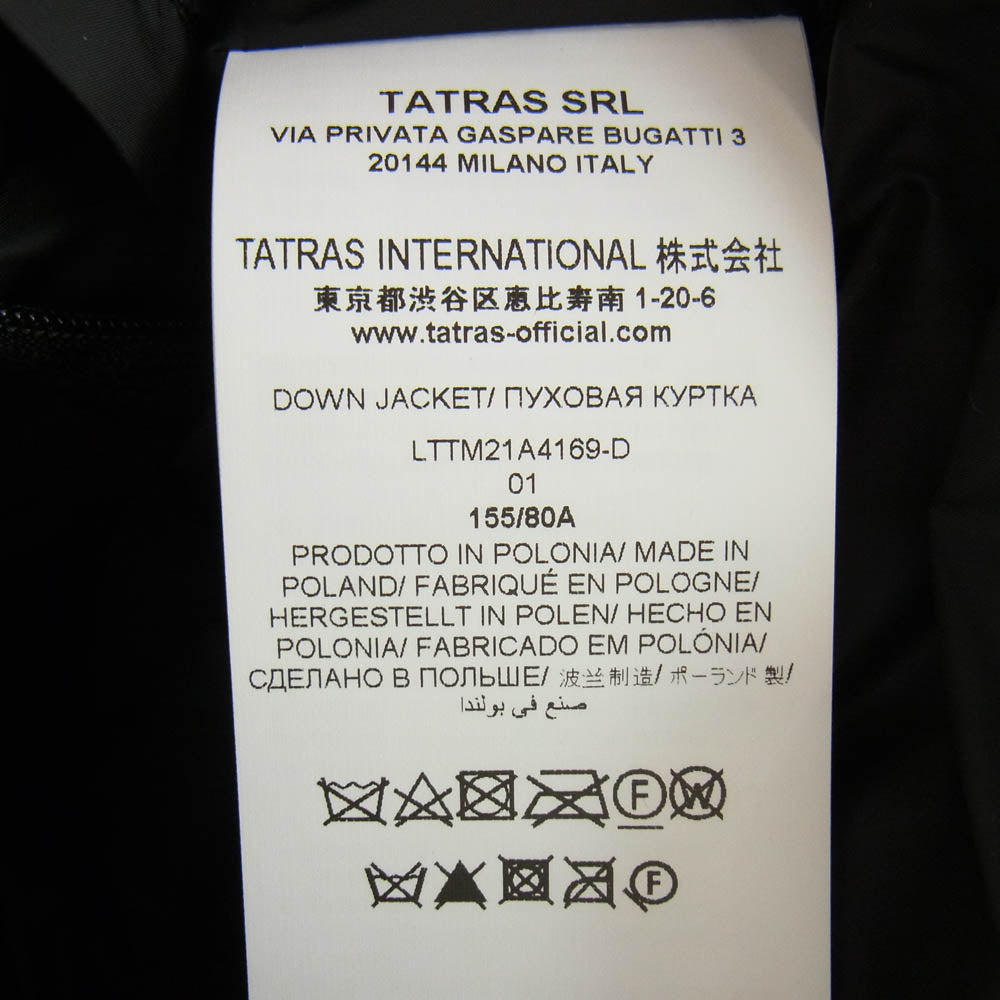 TATRAS SRL
VIA PRIVATA GASPARE BUGATTI 3
20144 MILANO ITALY
TATRAS INTERNATIONAL 株式会社
東京都渋谷区恵比寿南 1-20-6
www.tatras-official.com
DOWN JACKET/ ПУХОВАЯ КУРТКА
LTTM21A4169-D
01
155/80A
PRODOTTO IN POLONIA/ MADE IN
POLAND/ FABRIQUÉ EN POLOGNE/
HERGESTELLT IN POLEN/ HECHO EN
POLONIA/ FABRICADO EM POLÓNIA/
СДЕЛАНО В ПОЛЬШЕ/ 波兰制造/ ポーランド製/
صنع في بولندا
F W
F